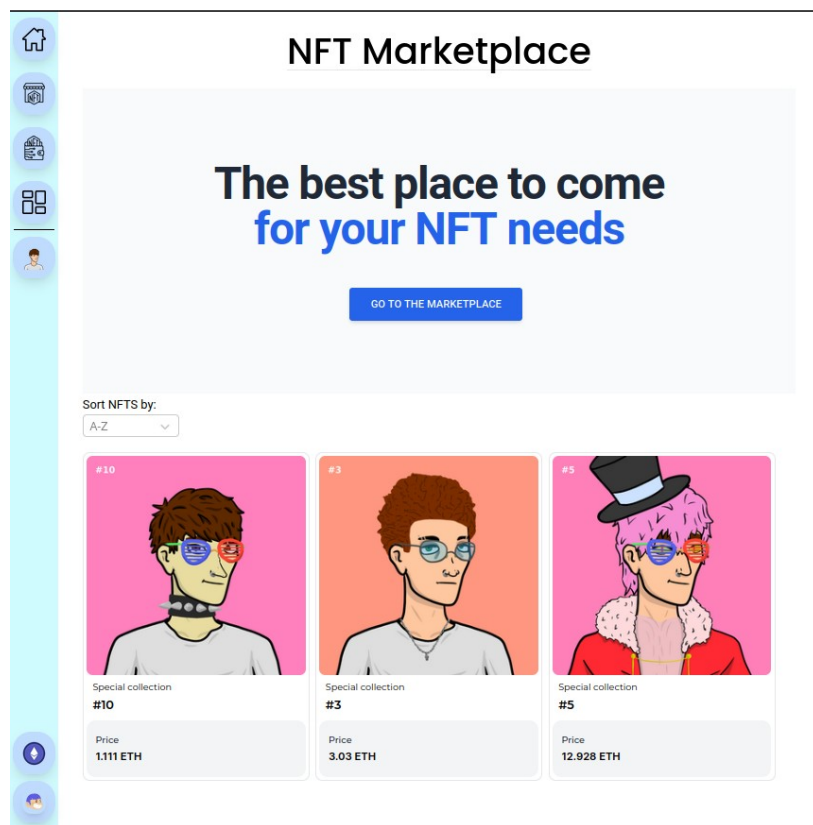 NFT Marketplace
The best place to come
for your NFT needs
GO TO THE MARKETPLACE
Sort NFTS by:
A-Z
#10
#3
#5
Special collection
#10
Price
1.111 ETH
Special collection
#3
Price
3.03 ETH
Special collection
#5
Price
12.928 ETH
NFT
NFT